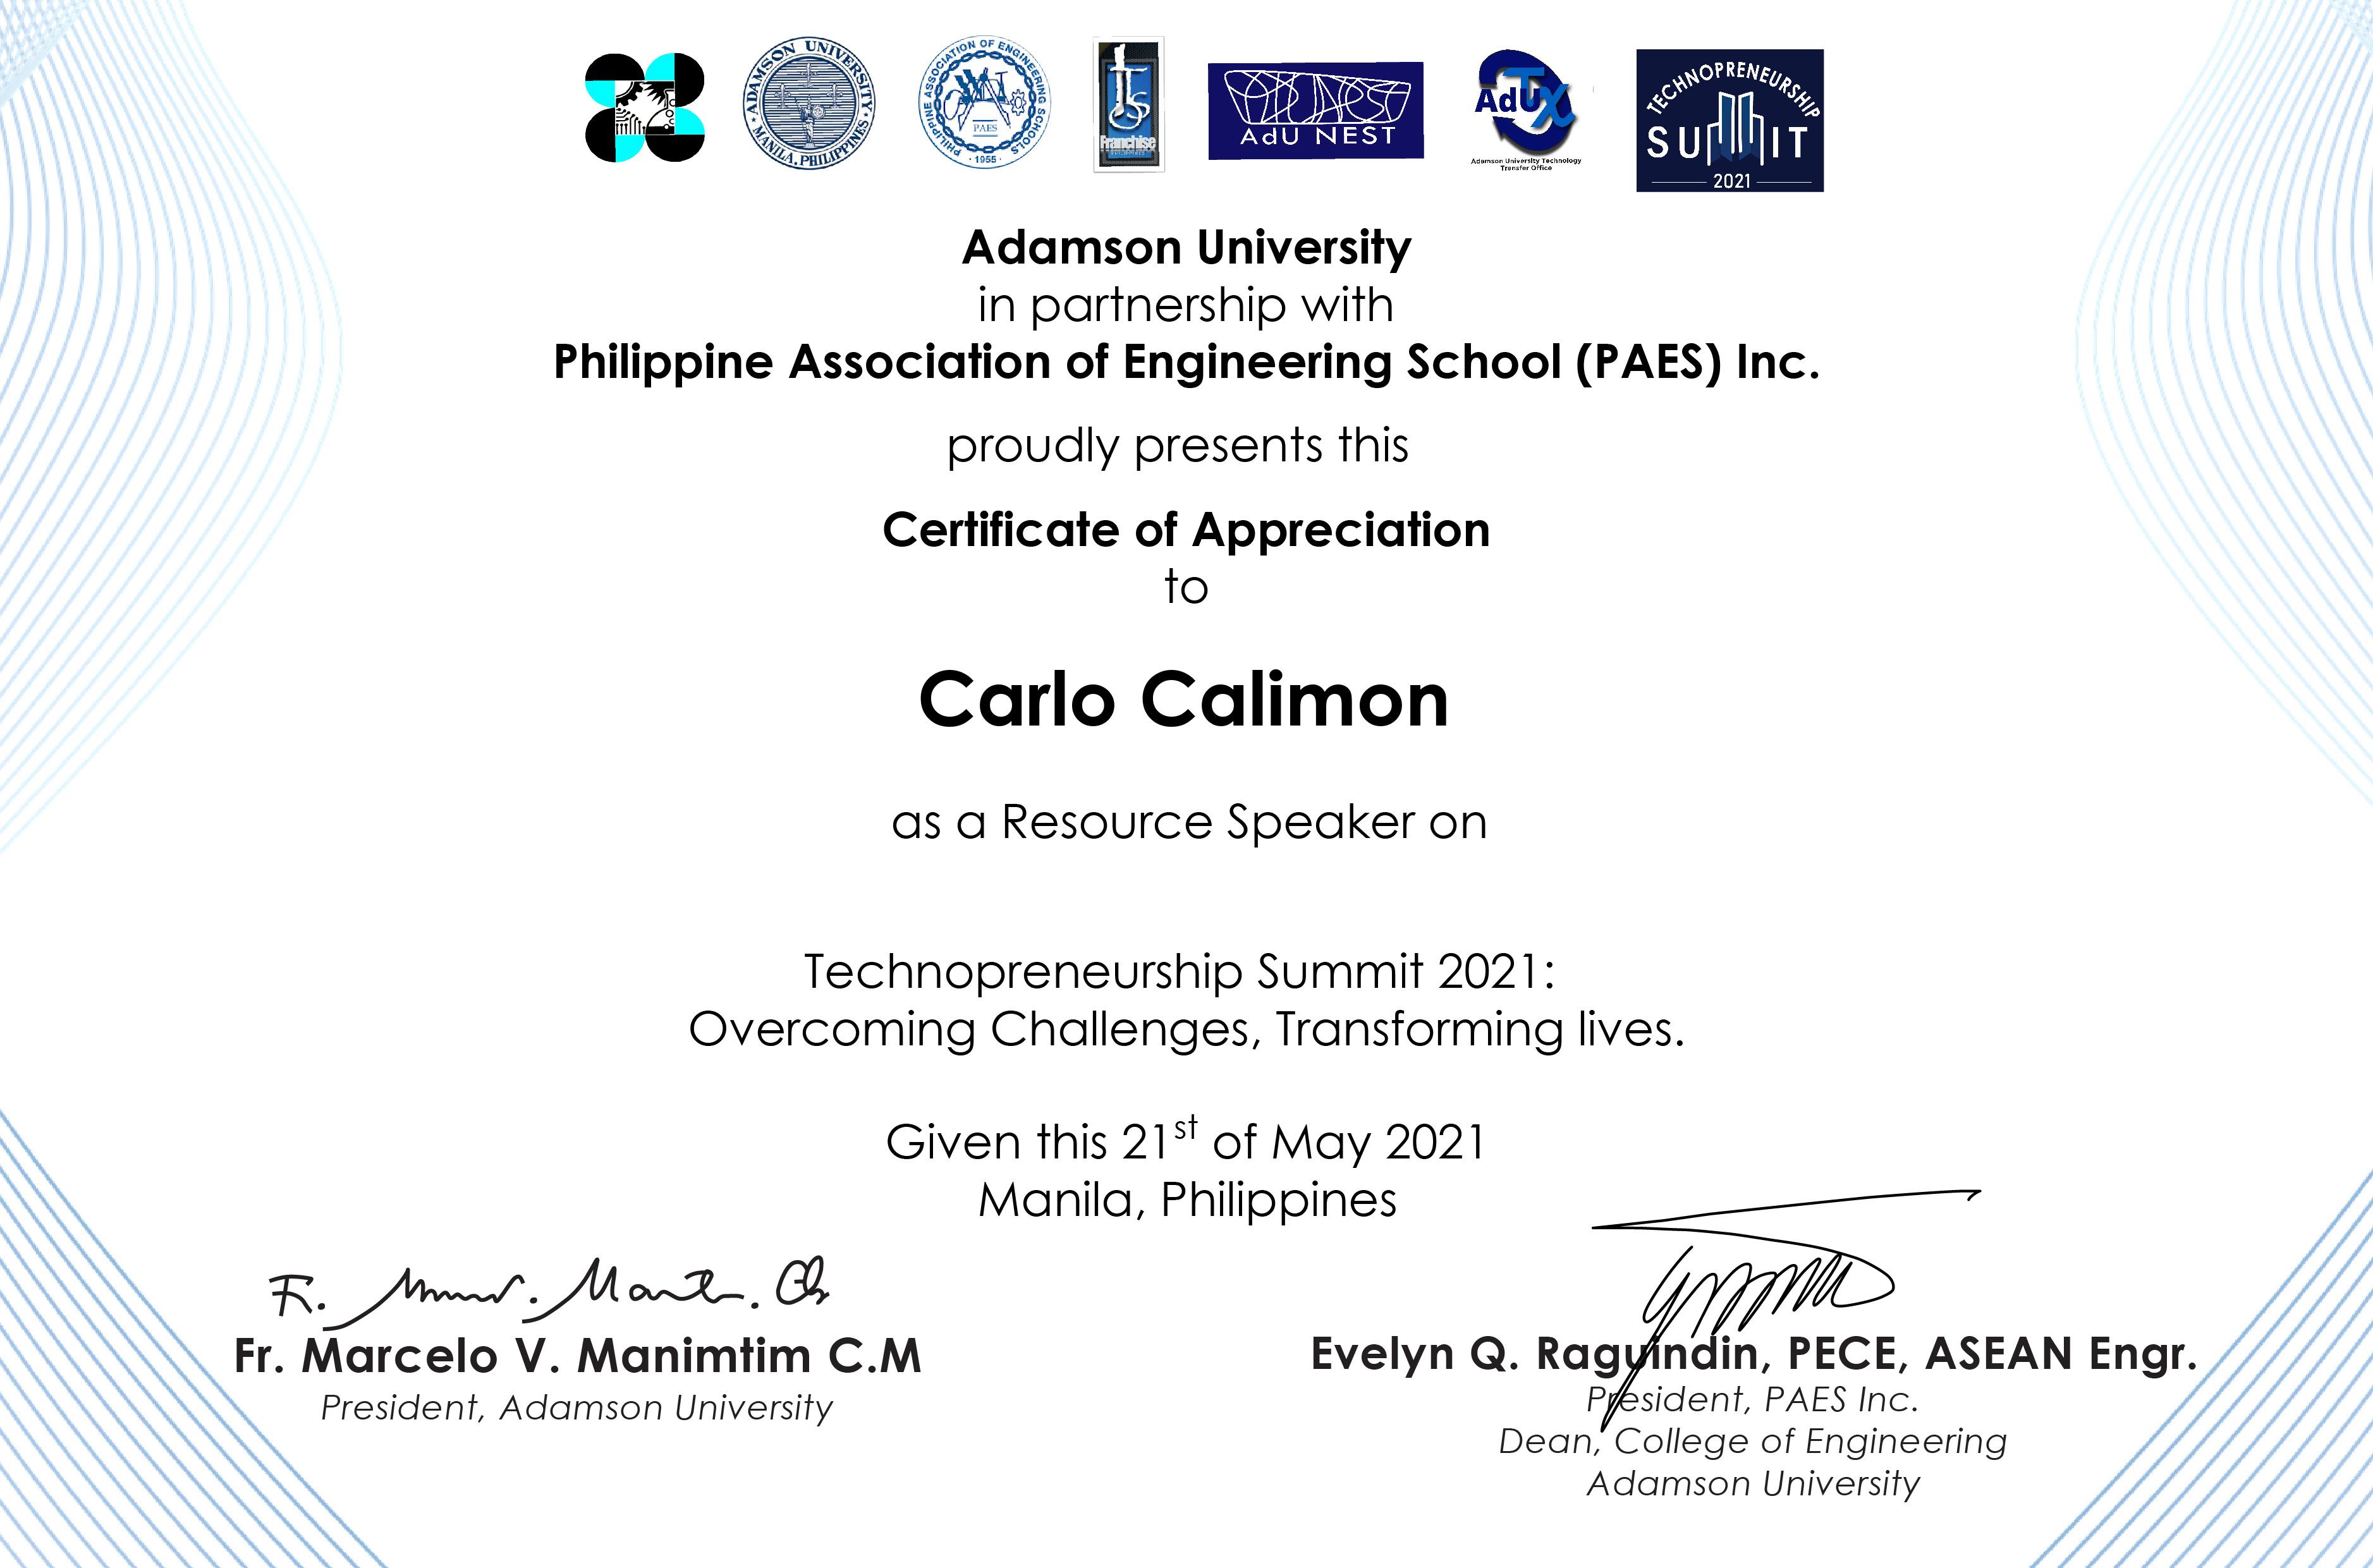 ADAMSON UNIVERSITY
MANILA, PHILIPPINES
PHILIPPINE ASSOCIATION OF ENGINEERING SCHOOLS
PAES
1955
Franchise
AdU NEST
AdUX
Adamson University Technology
Transfer Office
TECHNOPRENEURSHIP
SUMMIT
2021
Adamson University
in partnership with
Philippine Association of Engineering School (PAES) Inc.
proudly presents this
Certificate of Appreciation
to
Carlo Calimon
as a Resource Speaker on
Technopreneurship Summit 2021:
Overcoming Challenges, Transforming lives.
Given this 21st of May 2021
Manila, Philippines
Fr. Marcelo V. Manimtim C.M
President, Adamson University
Evelyn Q. Raguindin, PECE, ASEAN Engr.
President, PAES Inc.
Dean, College of Engineering
Adamson University